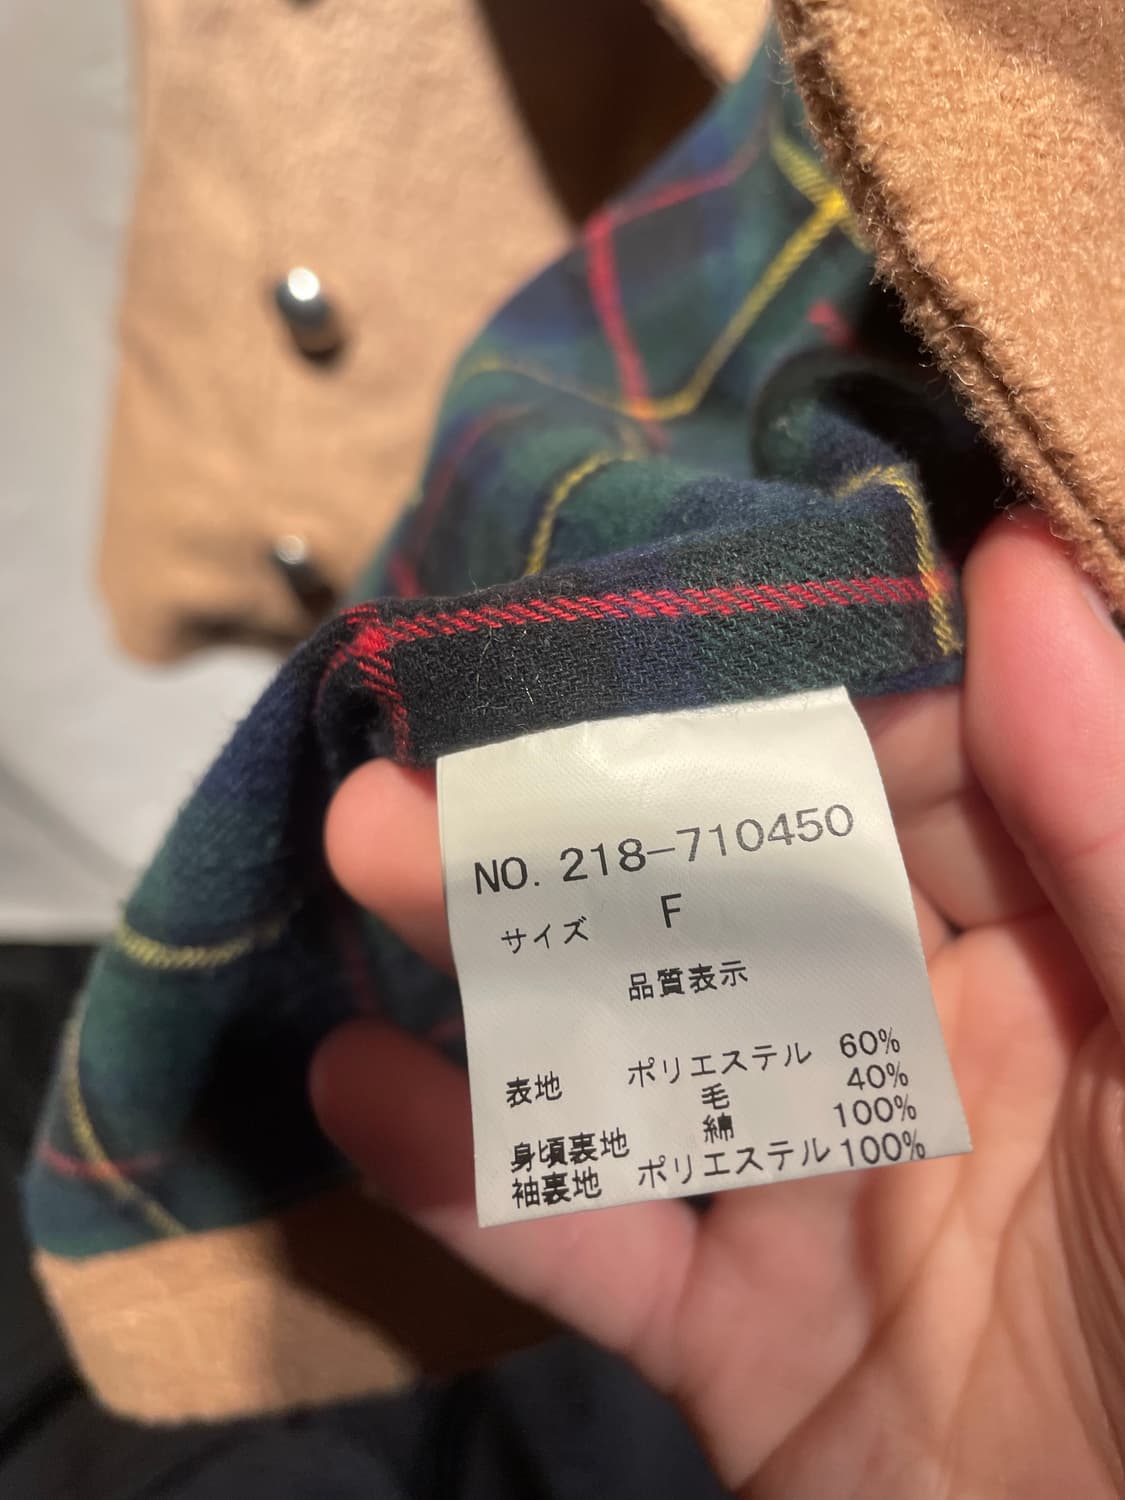 NO. 218-710450
サイズ F
品質表示
表地 ポリエステル 60%
毛 40%
身頃裏地 綿 100%
袖裏地 ポリエステル 100%